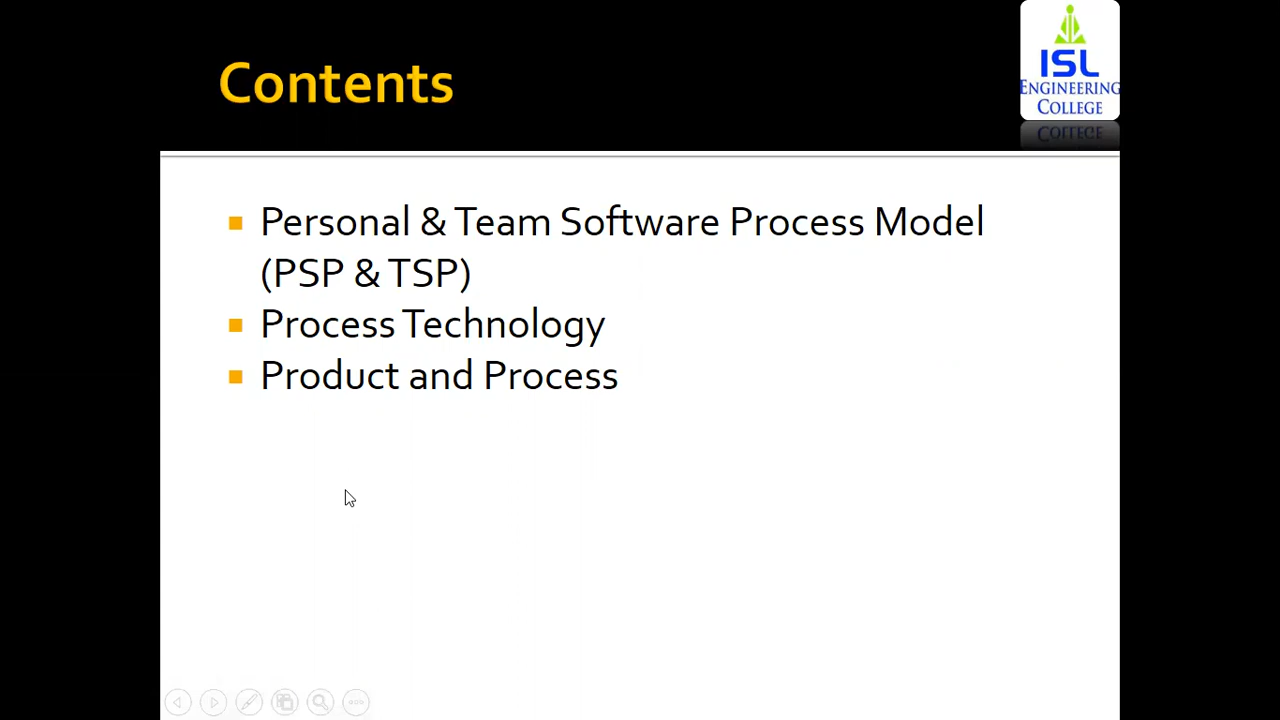 Contents
ISL
ENGINEERING
COLLEGE
Personal & Team Software Process Model
(PSP & TSP)
Process Technology
Product and Process